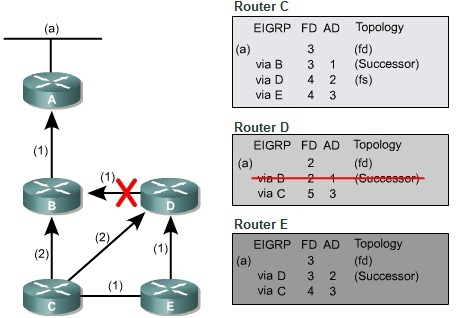 (a)
A
(1)
B
(1)
D
(2)
(2)
(1)
C
(1)
E
Router C
EIGRP FD AD Topology
(a) 3 (fd)
via B 3 1 (Successor)
via D 4 2 (fs)
via E 4 3
Router D
EIGRP FD AD Topology
(a) 2 (fd)
via B 2 1 (Successor)
via C 5 3
Router E
EIGRP FD AD Topology
(a) 3 (fd)
via D 3 2 (Successor)
via C 4 3